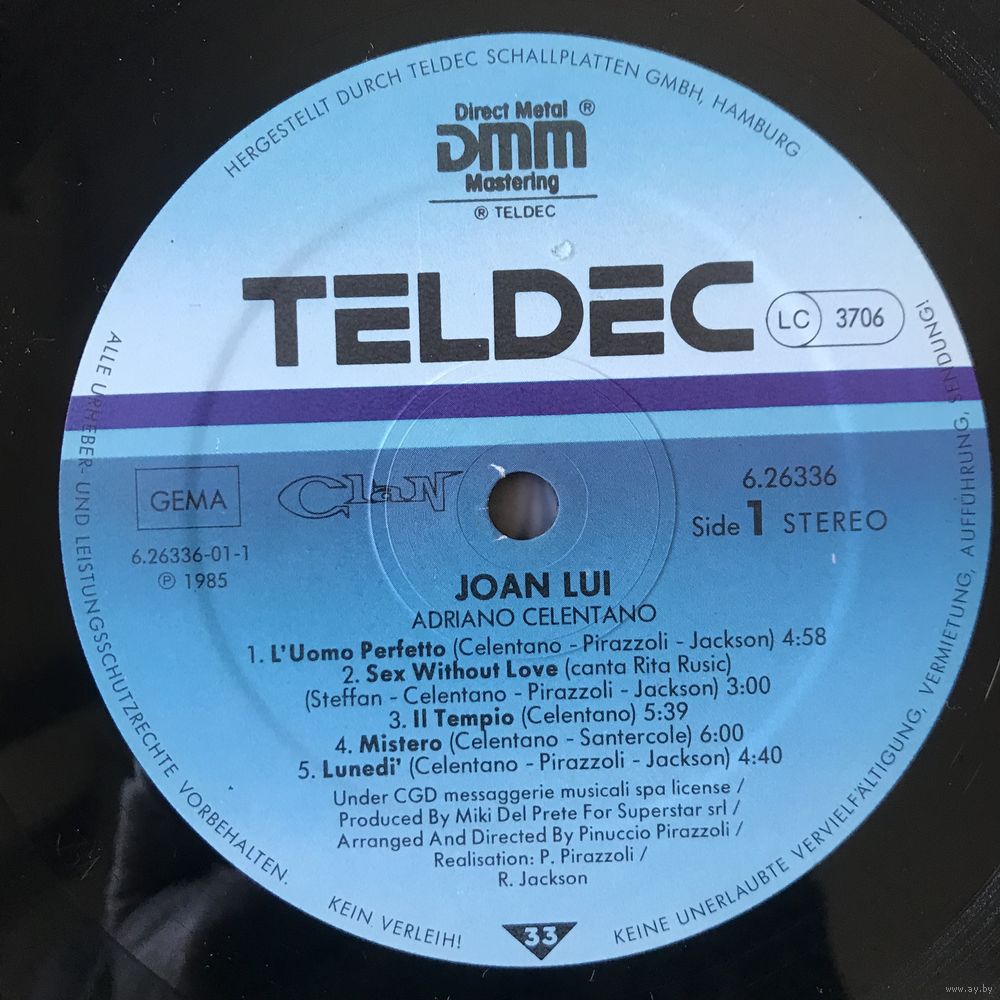 HERGESTELLT DURCH TELDEC SCHALLPLATTEN GMBH, HAMBURG
Direct Metal ®
DMM
Mastering
® TELDEC
TELDEC
LC 3706
GEMA
Clan
6.26336
Side 1 STEREO
6.26336-01-1
℗ 1985
JOAN LUI
ADRIANO CELENTANO
1. L'Uomo Perfetto (Celentano - Pirazzoli - Jackson) 4:58
2. Sex Without Love (canta Rita Rusic)
(Steffan - Celentano - Pirazzoli - Jackson) 3:00
3. Il Tempio (Celentano) 5:39
4. Mistero (Celentano - Santercole) 6:00
5. Lunedi' (Celentano - Pirazzoli - Jackson) 4:40
Under CGD messaggerie musicali spa license /
Produced By Miki Del Prete For Superstar srl /
Arranged And Directed By Pinuccio Pirazzoli /
Realisation: P. Pirazzoli /
R. Jackson
33
ALLE URHEBER- UND LEISTUNGSSCHUTZRECHTE VORBEHALTEN.
KEIN VERLEIH!
KEINE UNERLAUBTE VERVIELFÄLTIGUNG, VERMIETUNG, AUFFÜHRUNG, SENDUNG!
www.ay.by